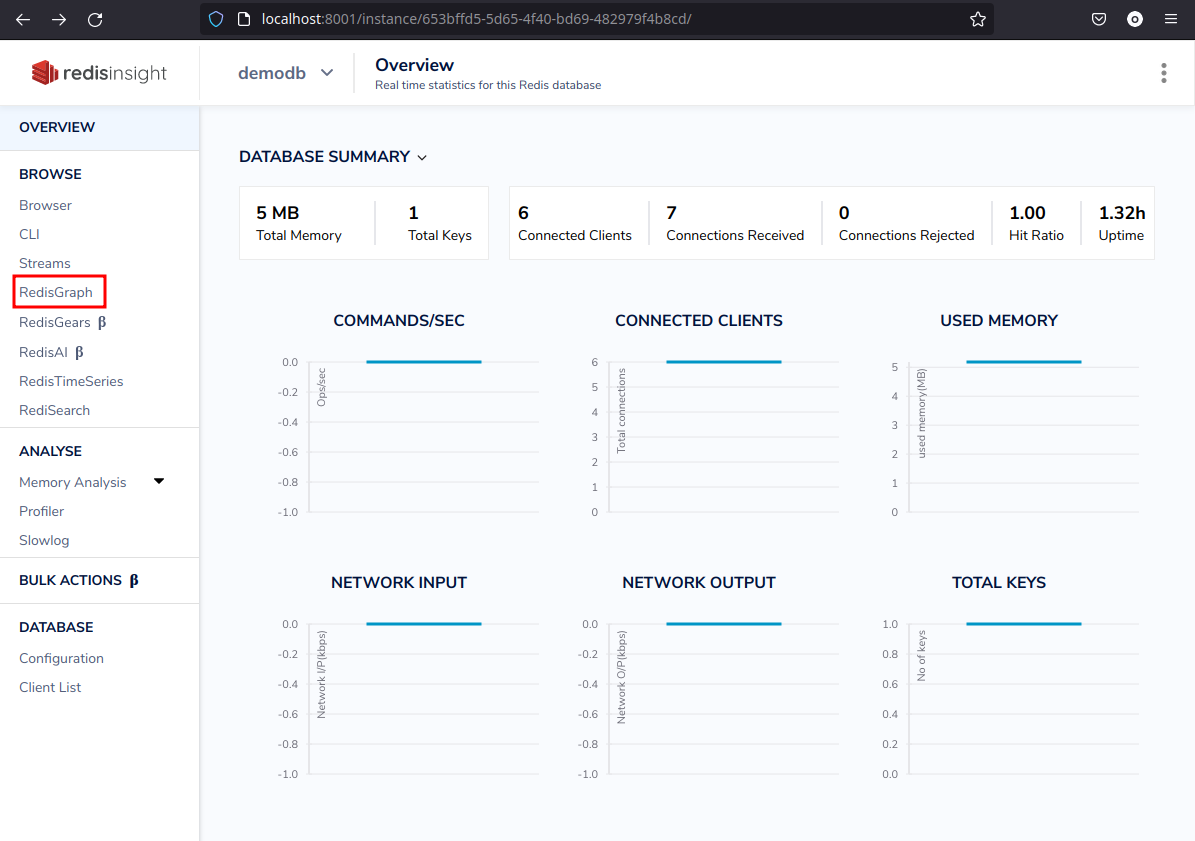 localhost:8001/instance/653bffd5-5d65-4f40-bd69-482979f4b8cd/
redisinsight
demodb
Overview
Real time statistics for this Redis database
OVERVIEW
BROWSE
Browser
CLI
Streams
RedisGraph
RedisGears β
RedisAI β
RedisTimeSeries
RediSearch
ANALYSE
Memory Analysis
Profiler
Slowlog
BULK ACTIONS β
DATABASE
Configuration
Client List
DATABASE SUMMARY
5 MB
Total Memory
1
Total Keys
6
Connected Clients
7
Connections Received
0
Connections Rejected
1.00
Hit Ratio
1.32h
Uptime
COMMANDS/SEC
0.0
-0.2
-0.4
-0.6
-0.8
-1.0
Ops/sec
CONNECTED CLIENTS
6
5
4
3
2
1
0
Total connections
USED MEMORY
5
4
3
2
1
0
used memory(MB)
NETWORK INPUT
0.0
-0.2
-0.4
-0.6
-0.8
-1.0
Network I/P(kbps)
NETWORK OUTPUT
0.0
-0.2
-0.4
-0.6
-0.8
-1.0
Network O/P(kbps)
TOTAL KEYS
1.0
0.8
0.6
0.4
0.2
0.0
No of keys